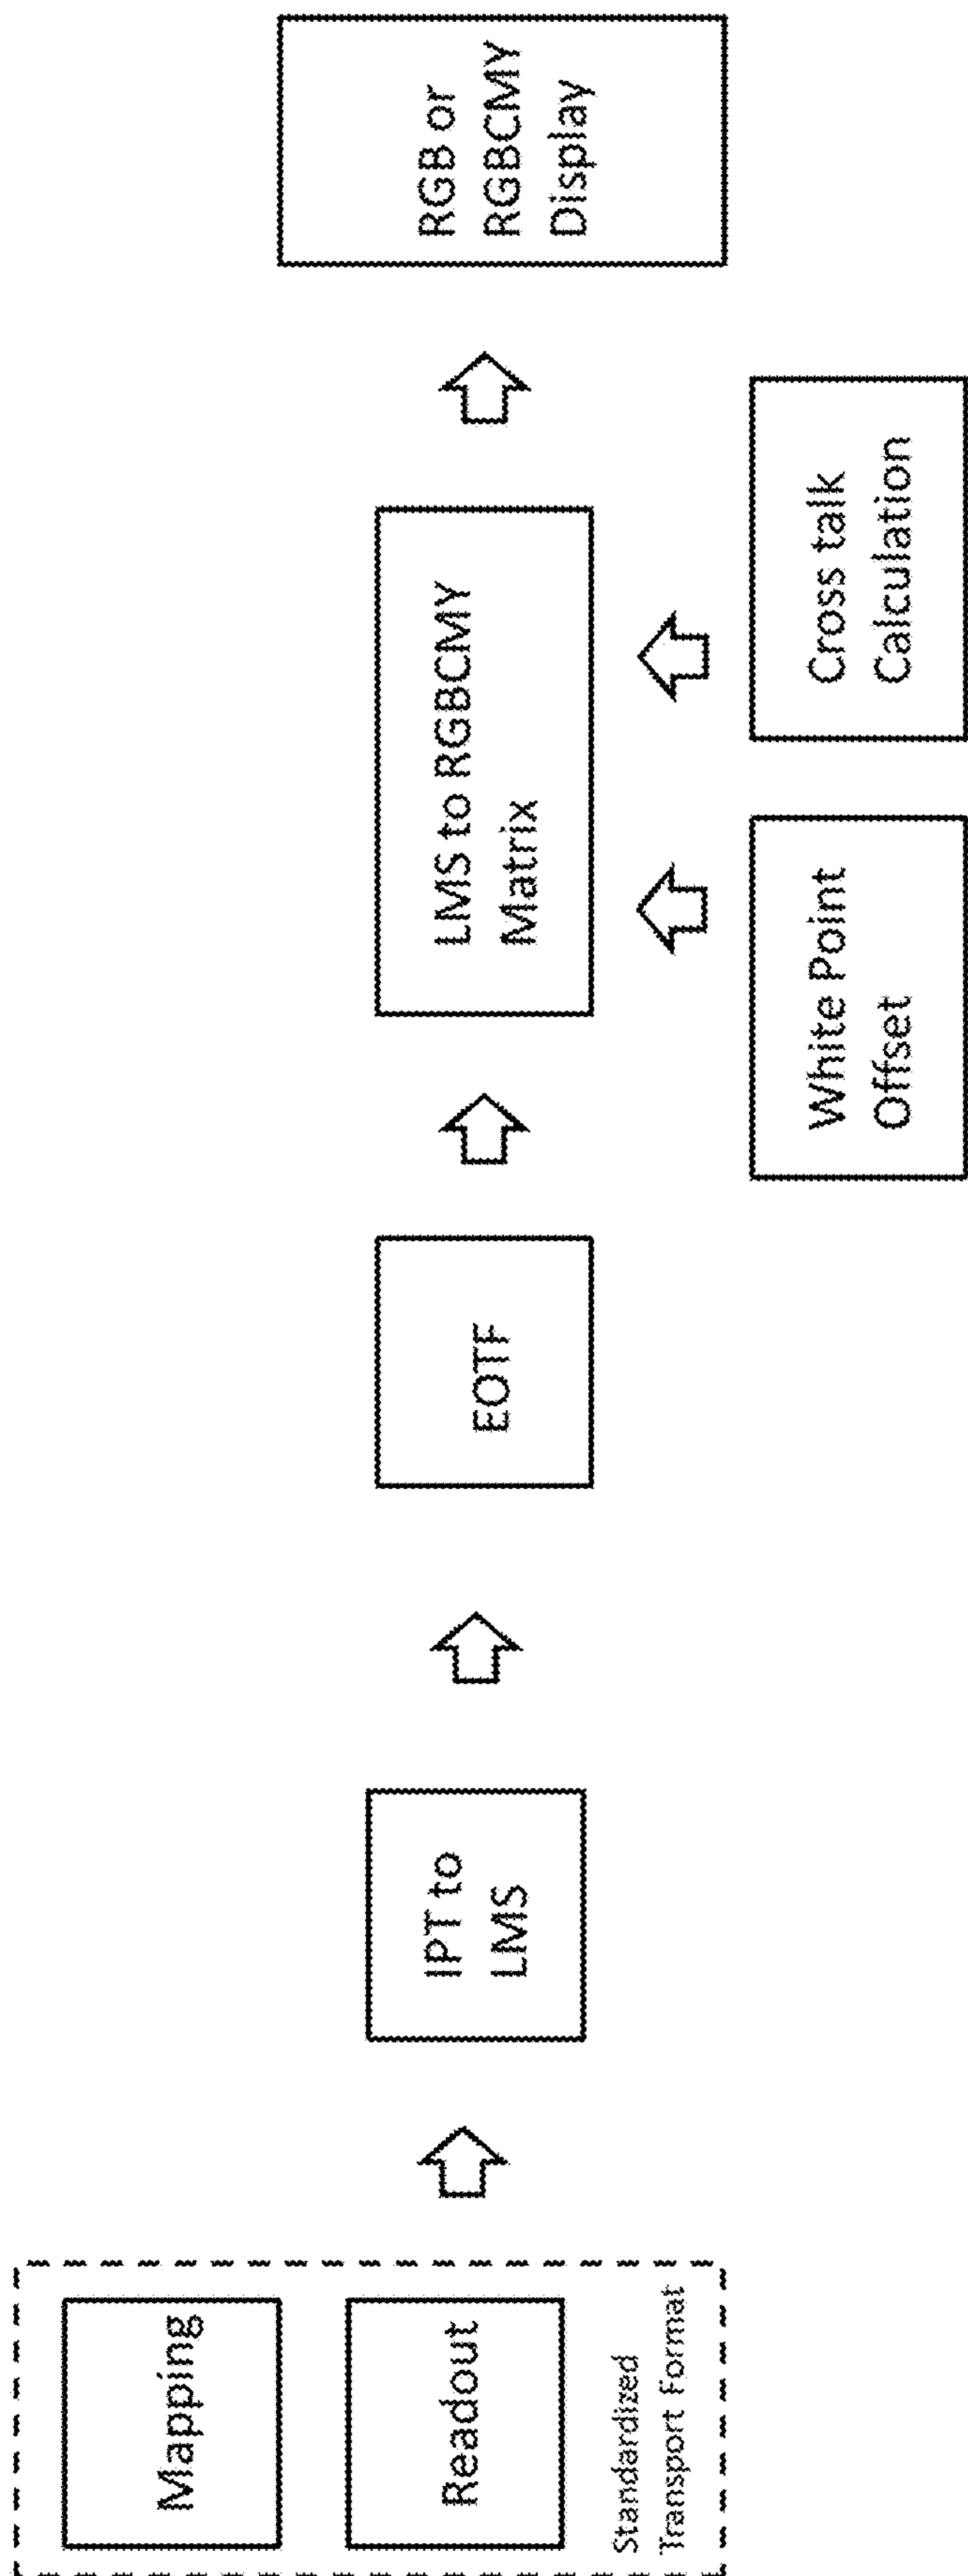 Mapping
Readout
Standardized
Transport Format
IPT to
LMS
EOTF
LMS to RGBCMY
Matrix
White Point
Offset
Cross talk
Calculation
RGB or
RGBCMY
Display